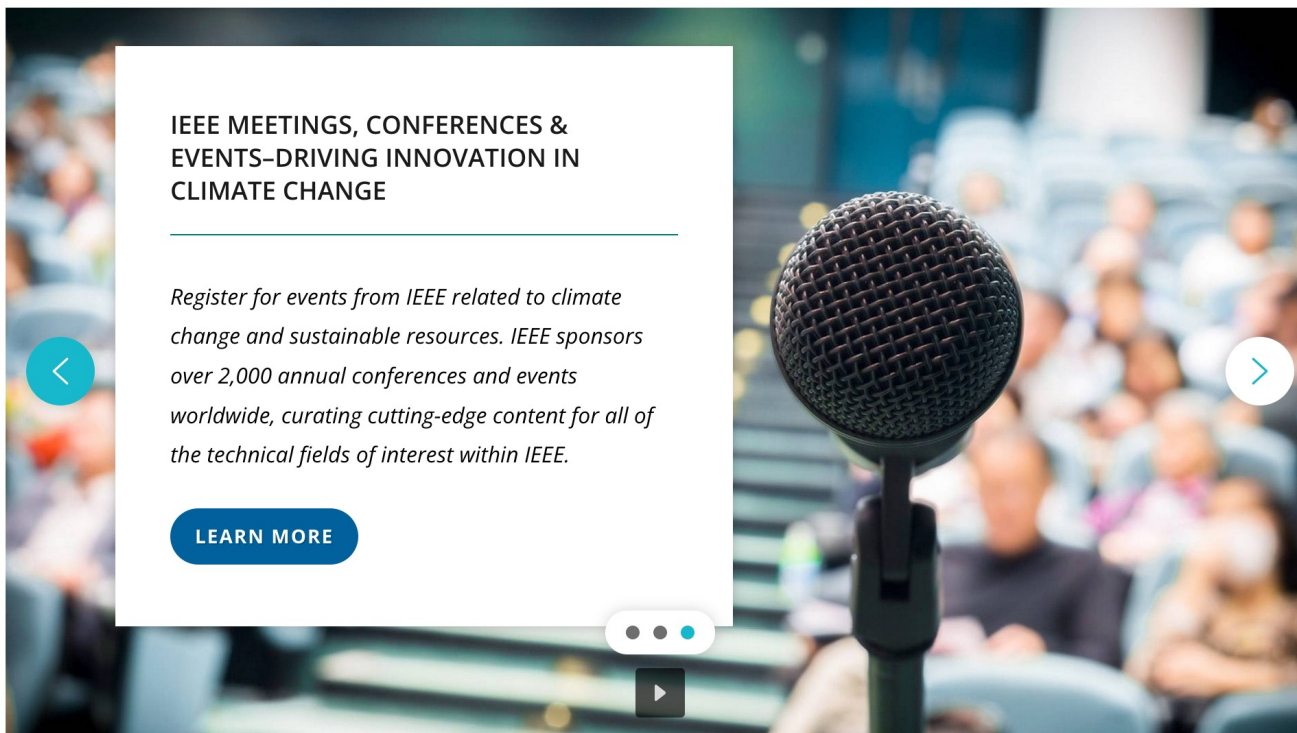 IEEE MEETINGS, CONFERENCES &
EVENTS–DRIVING INNOVATION IN
CLIMATE CHANGE
Register for events from IEEE related to climate
change and sustainable resources. IEEE sponsors
over 2,000 annual conferences and events
worldwide, curating cutting-edge content for all of
the technical fields of interest within IEEE.
LEARN MORE